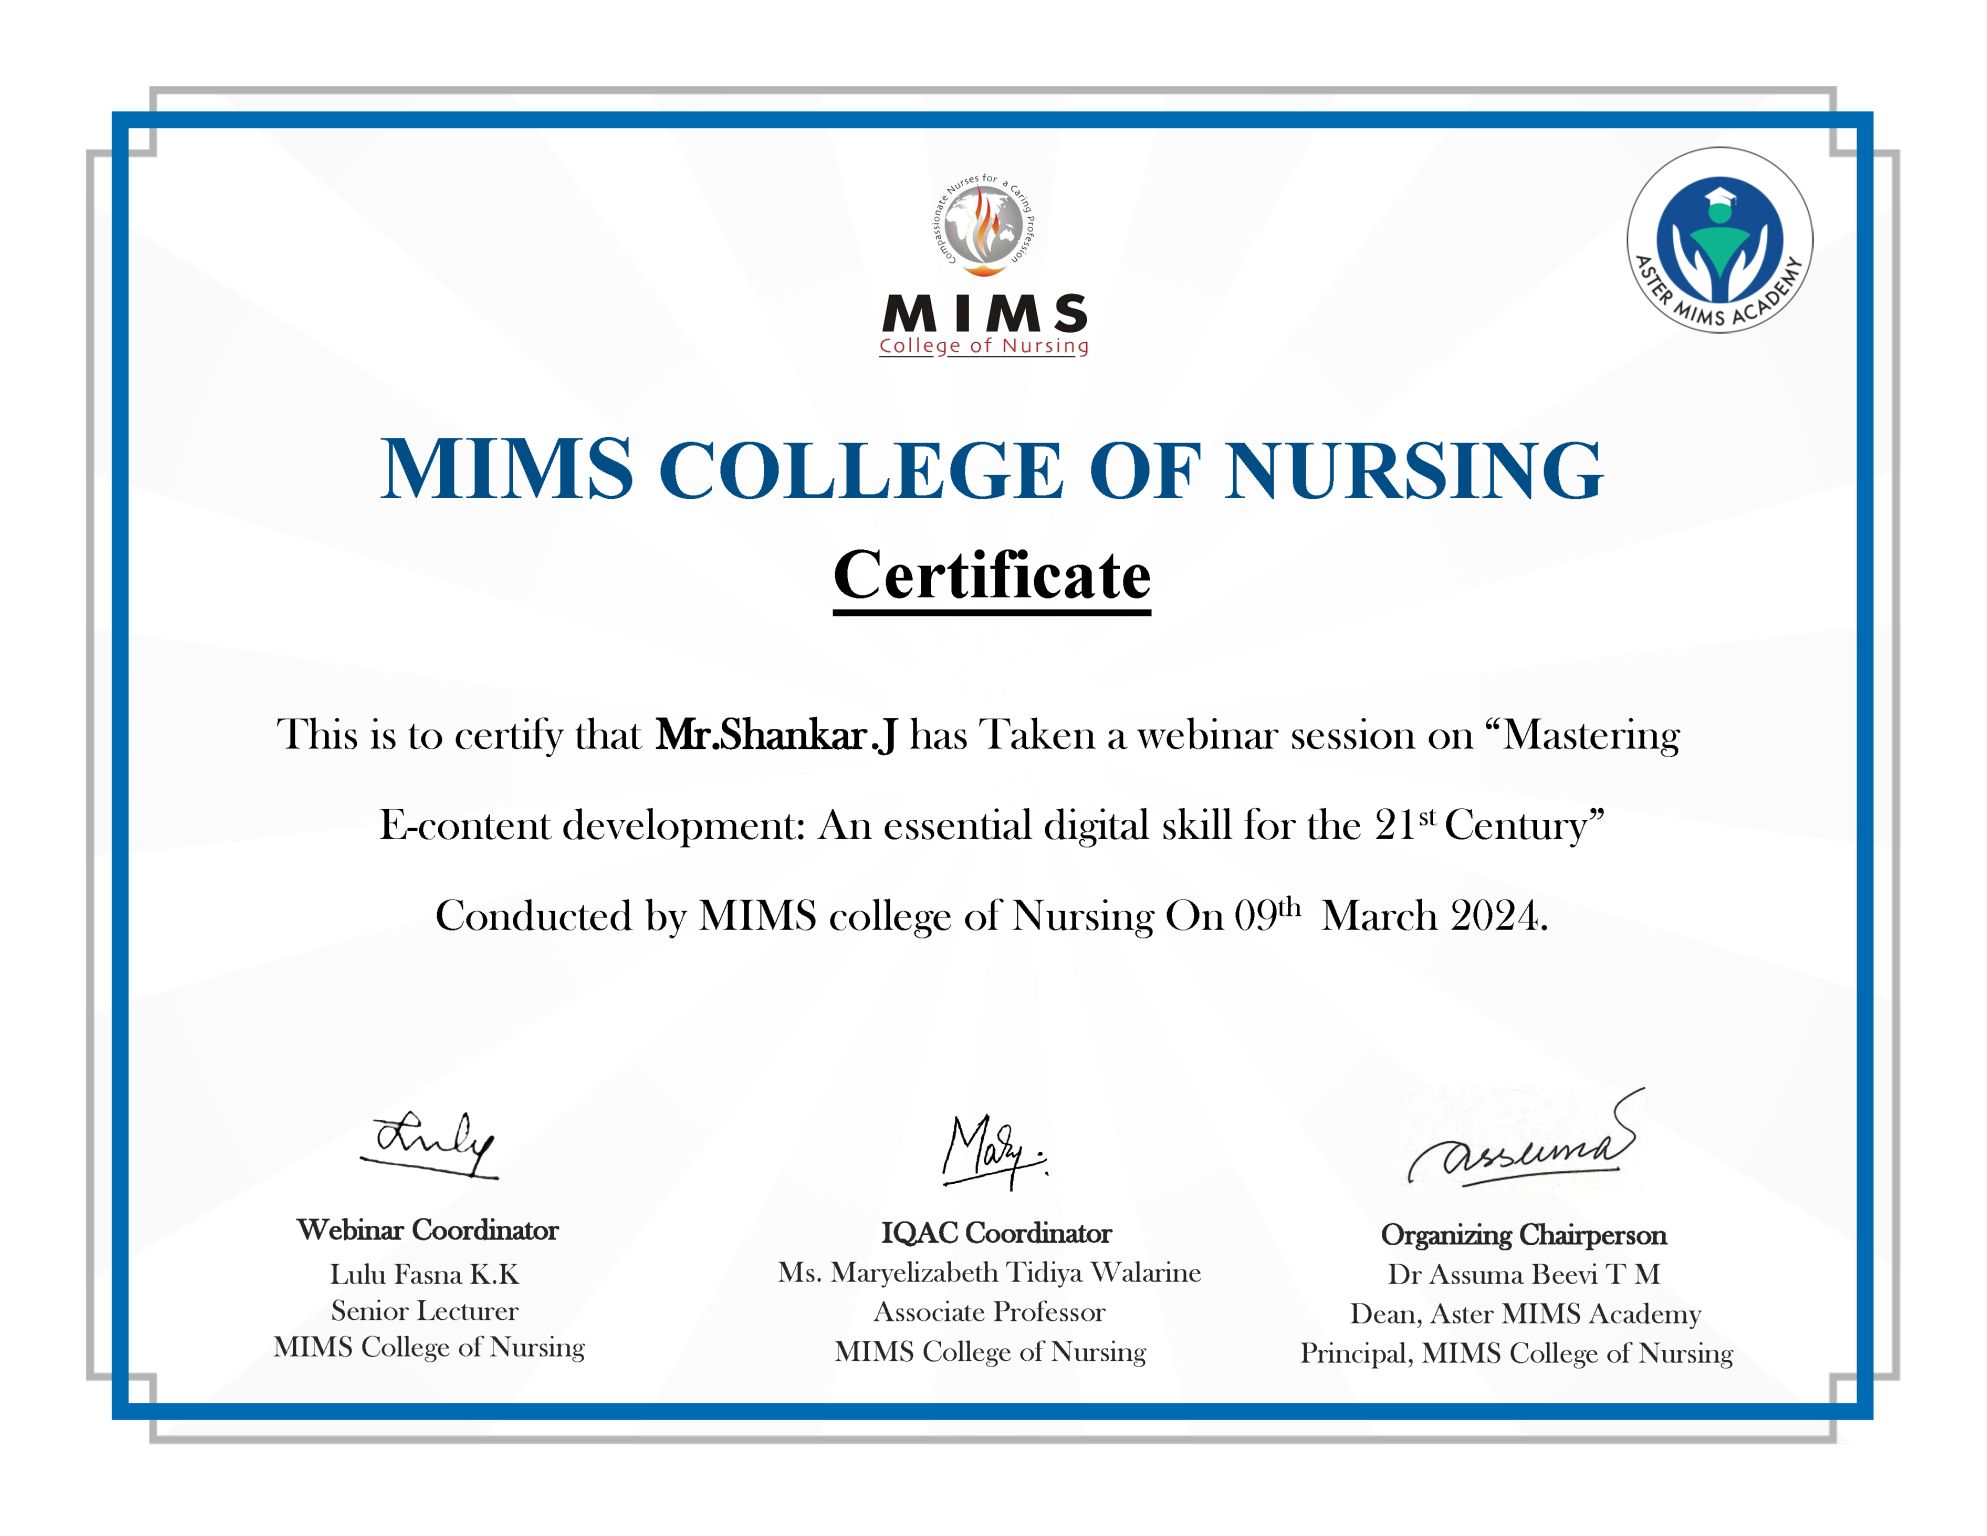 Compassionate Nurses for a Caring Profession
MIMS
College of Nursing
ASTER MIMS ACADEMY
MIMS COLLEGE OF NURSING
Certificate
This is to certify that Mr.Shankar.J has Taken a webinar session on “Mastering
E-content development: An essential digital skill for the 21st Century”
Conducted by MIMS college of Nursing On 09th March 2024.
Luly
Mary.
assuma
Webinar Coordinator
Lulu Fasna K.K
Senior Lecturer
MIMS College of Nursing
IQAC Coordinator
Ms. Maryelizabeth Tidiya Walarine
Associate Professor
MIMS College of Nursing
Organizing Chairperson
Dr Assuma Beevi T M
Dean, Aster MIMS Academy
Principal, MIMS College of Nursing